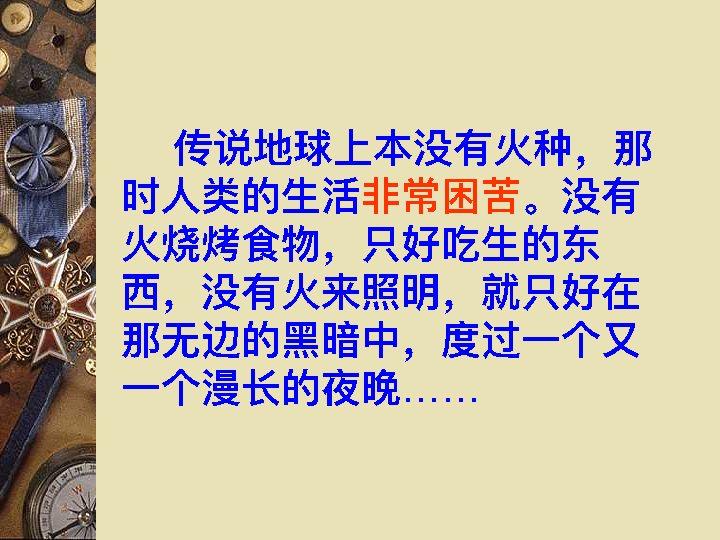 传说地球上本没有火种，那
时人类的生活非常困苦。没有
火烧烤食物，只好吃生的东
西，没有火来照明，就只好在
那无边的黑暗中，度过一个又
一个漫长的夜晚……